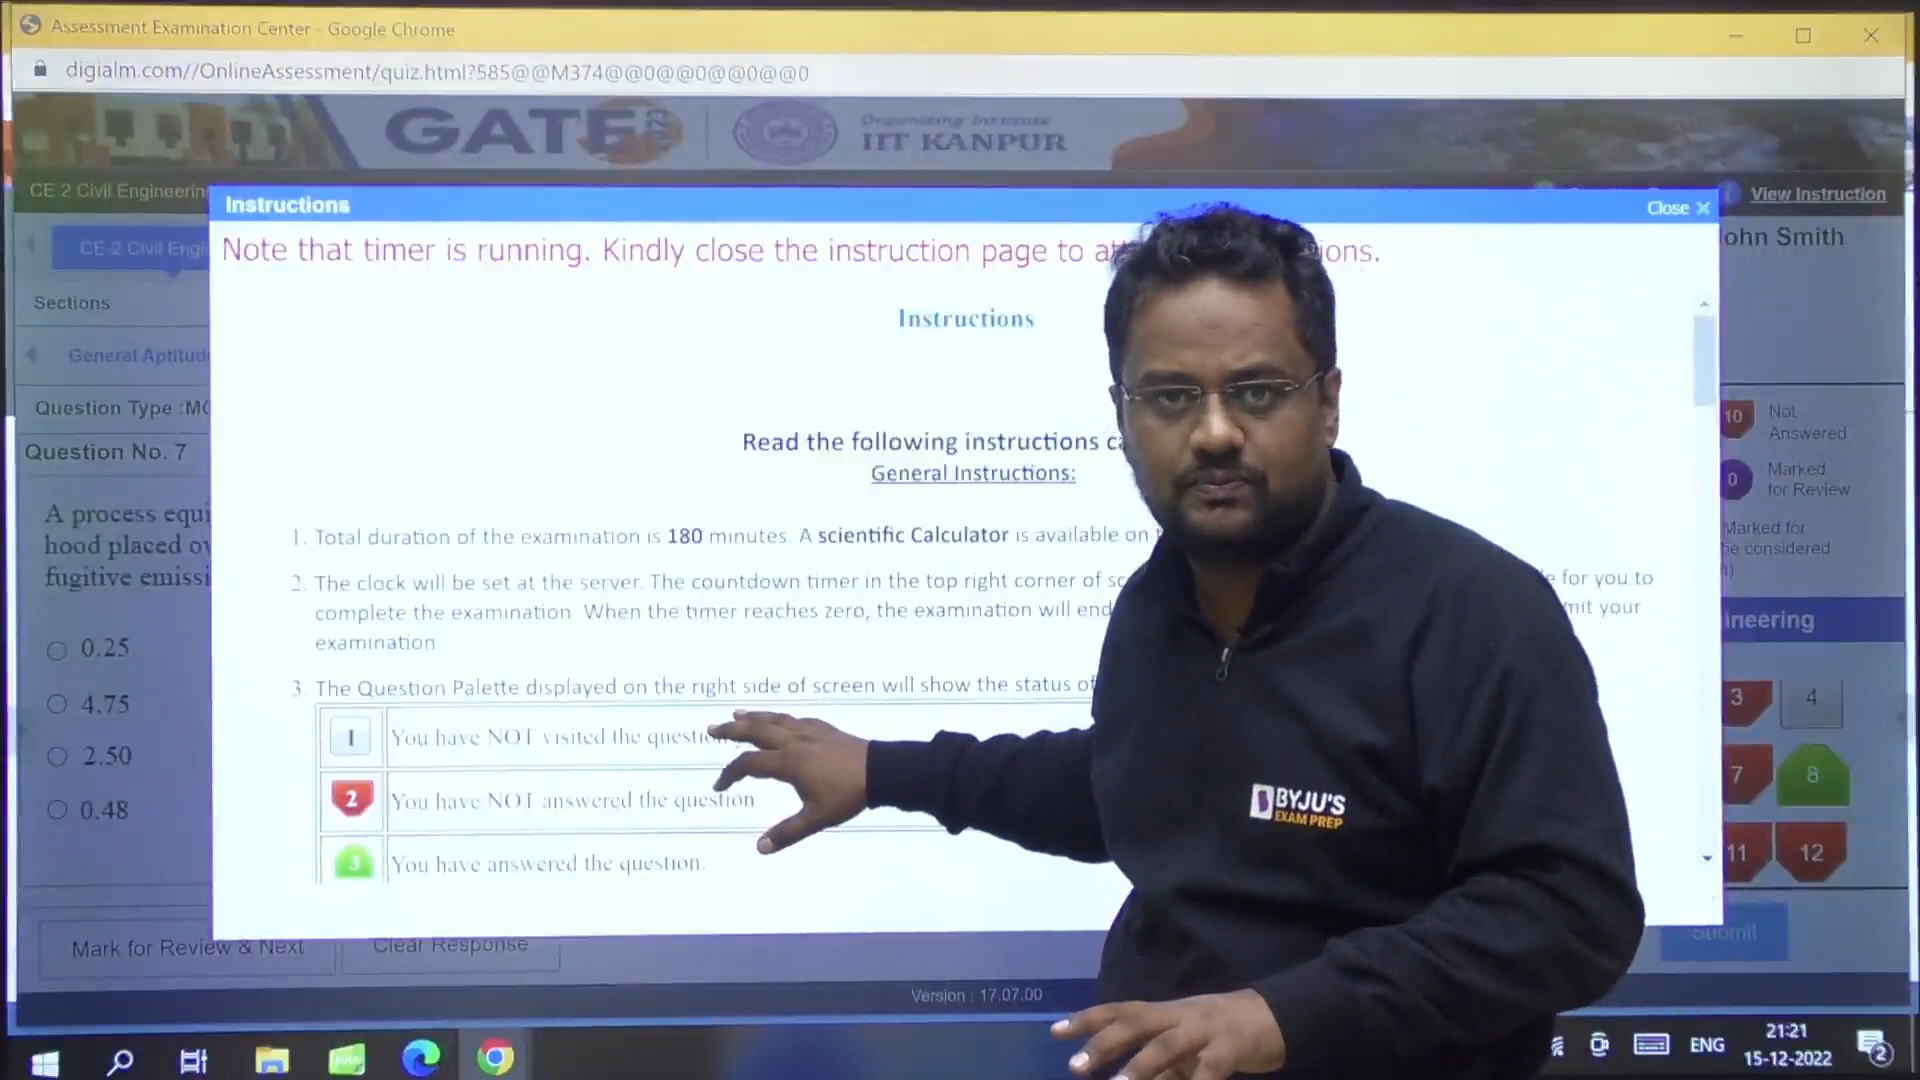 Assessment Examination Center - Google Chrome
digialm.com//OnlineAssessment/quiz.html?585@@M374@@0@@0@@0@@0
GATE
Organizing Institute
IIT KANPUR
CE 2 Civil Engineerin
View Instruction
Instructions
Close ×
CE-2 Civil Engi
ohn Smith
Note that timer is running. Kindly close the instruction page to a
ions.
Sections
Instructions
General Aptitud
Question Type :MC
10
Not
Answered
Read the following instructions ca
General Instructions:
Question No. 7
0
Marked
for Review
A process equi
hood placed ov
fugitive emissi
Marked for
be considered
1. Total duration of the examination is 180 minutes. A scientific Calculator is available on
2. The clock will be set at the server. The countdown timer in the top right corner of sc
e for you to
complete the examination. When the timer reaches zero, the examination will end
mit your
examination
3. The Question Palette displayed on the right side of screen will show the status of
ineering
0.25
4.75
2.50
0.48
1 You have NOT visited the questio
2 You have NOT answered the question
3 You have answered the question.
3 4
7 8
11 12
BYJU'S
EXAM PREP
Mark for Review & Next
Clear Response
Submit
Version : 17.07.00
ENG
21:21
15-12-2022
2